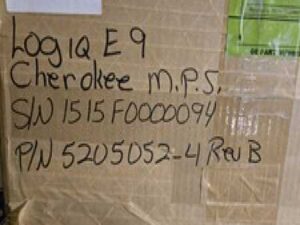 LOGIQ E9
Cherokee M.P.S.
S/N 1515F0000094
P/N 5205052-4 Rev B